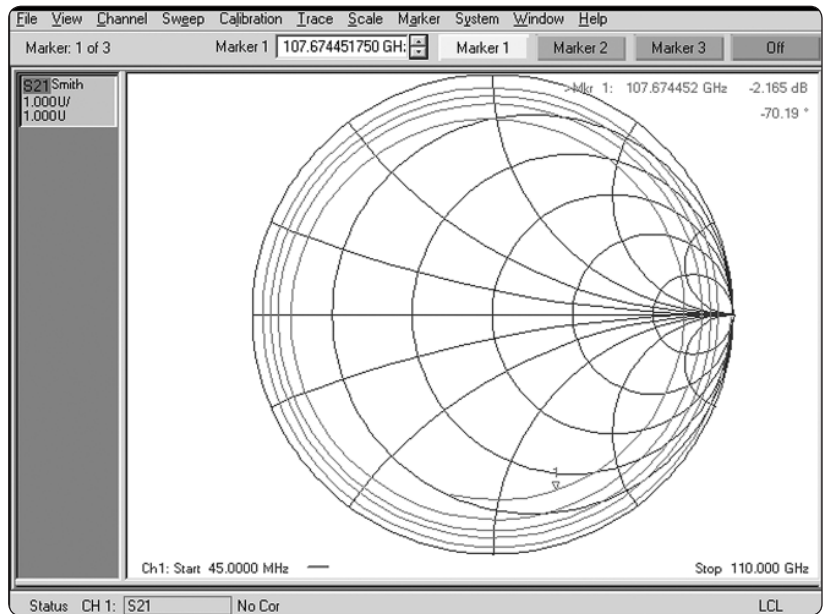 File View Channel Sweep Calibration Trace Scale Marker System Window Help
Marker: 1 of 3 Marker 1 107.674451750 GH: Marker 1 Marker 2 Marker 3 Off
S21 Smith
1.000U/
1.000U
>Mkr 1: 107.674452 GHz -2.165 dB
-70.19 °
1
Ch1: Start 45.0000 MHz Stop 110.000 GHz
Status CH 1: S21 No Cor LCL